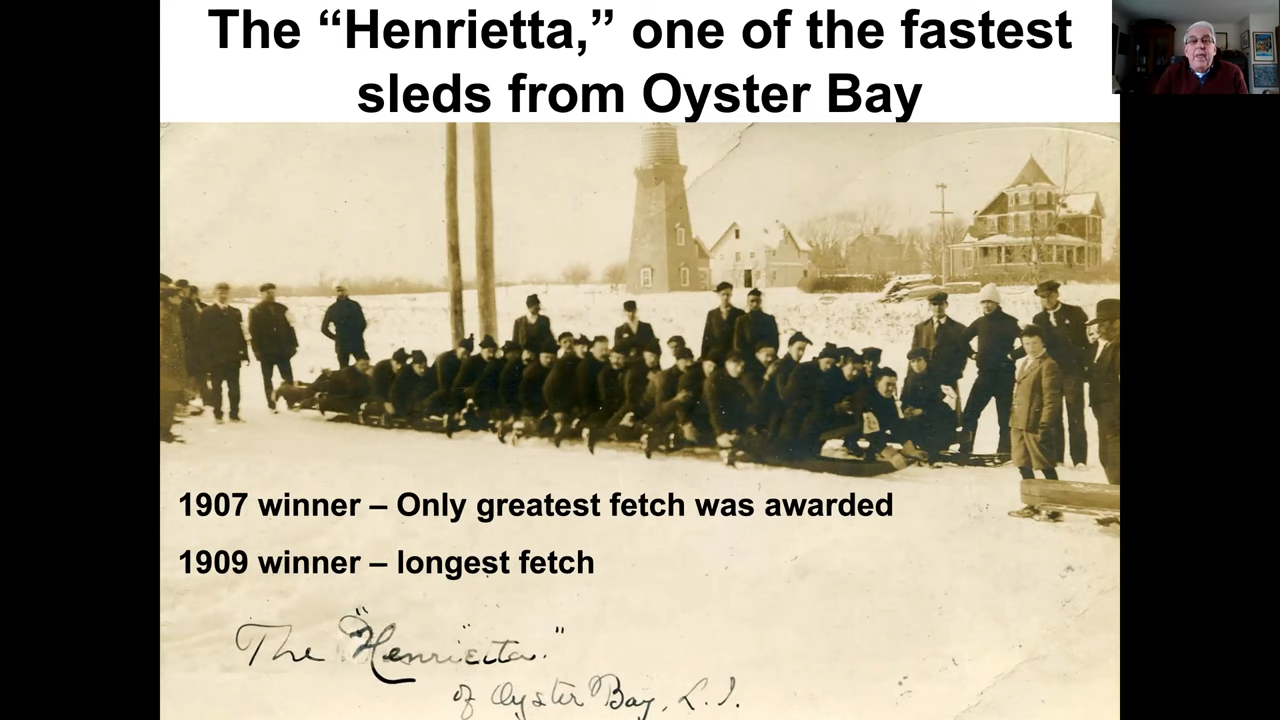 The “Henrietta,” one of the fastest
sleds from Oyster Bay
1907 winner – Only greatest fetch was awarded
1909 winner – longest fetch
The "Henrietta."
of Oyster Bay, L.I.